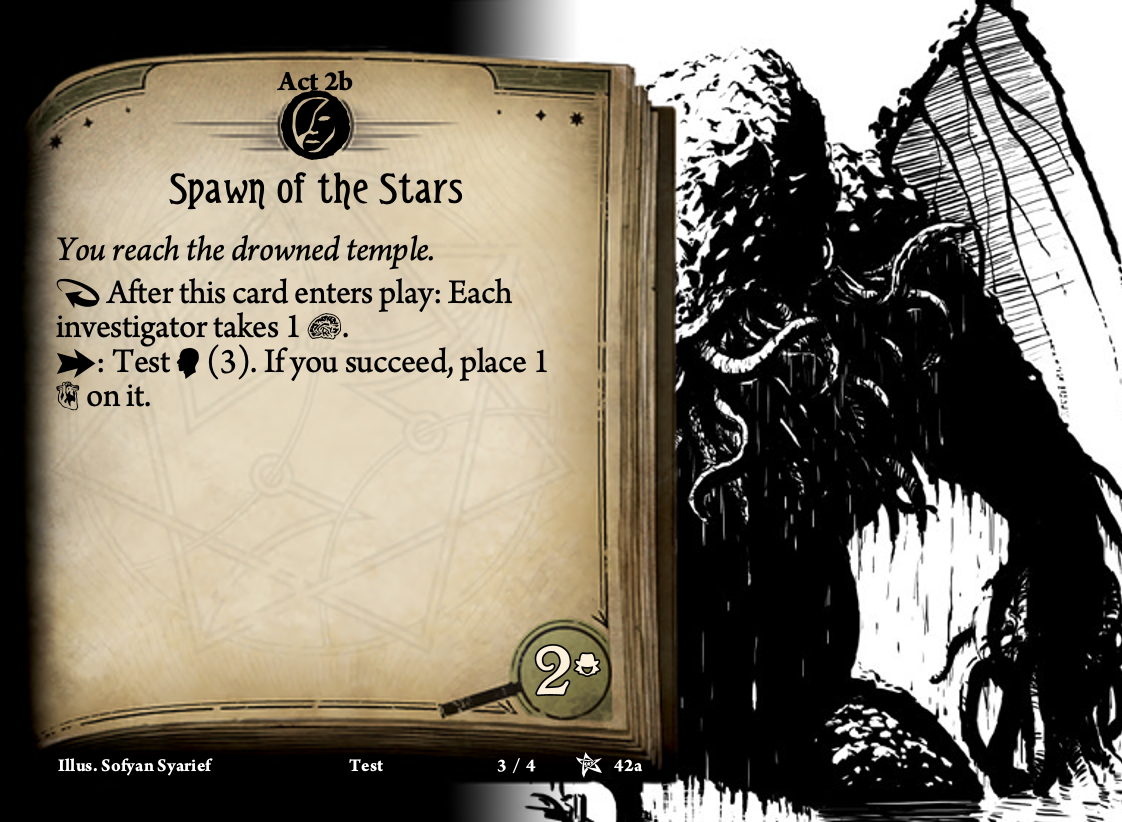 Act 2b
Spawn of the Stars
You reach the drowned temple.
After this card enters play: Each
investigator takes 1 .
: Test (3). If you succeed, place 1
on it.
2
Illus. Sofyan Syarief
Test
3 / 4
42a